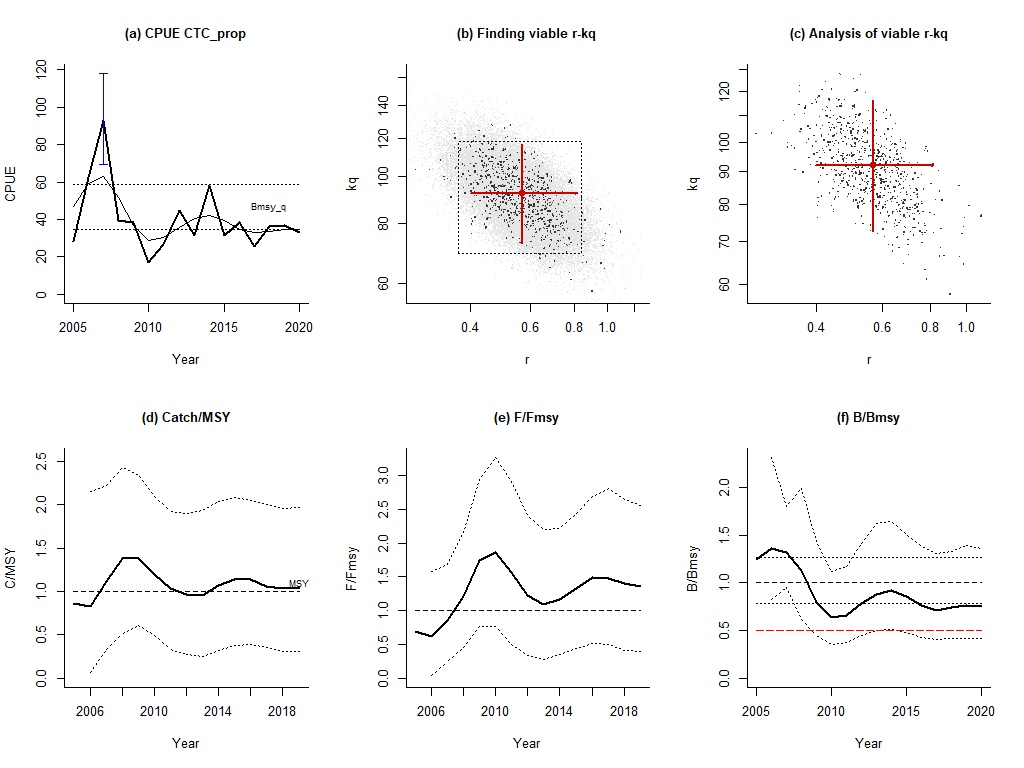 (a) CPUE CTC_prop
CPUE
0 20 40 60 80 100 120
Bmsy_q
2005 2010 2015 2020
Year
(b) Finding viable r-kq
kq
60 80 100 120 140
0.4 0.6 0.8 1.0
r
(c) Analysis of viable r-kq
kq
60 70 80 90 100 120
0.4 0.6 0.8 1.0
r
(d) Catch/MSY
C/MSY
0.0 0.5 1.0 1.5 2.0 2.5
MSY
2006 2010 2014 2018
Year
(e) F/Fmsy
F/Fmsy
0.0 0.5 1.0 1.5 2.0 2.5 3.0
2006 2010 2014 2018
Year
(f) B/Bmsy
B/Bmsy
0.0 0.5 1.0 1.5 2.0
2005 2010 2015 2020
Year